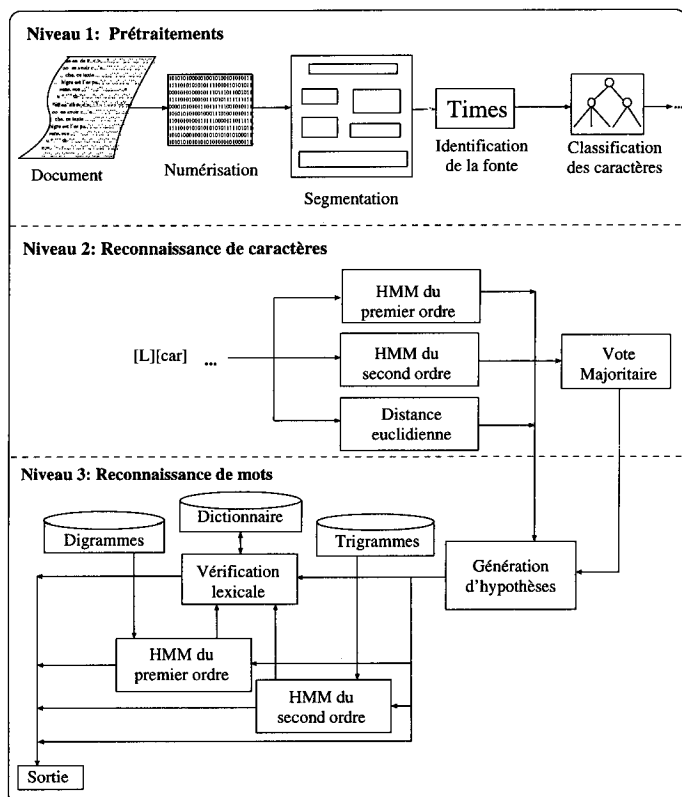 Niveau 1: Prétraitements
Times
Document
Numérisation
Segmentation
Identification
de la fonte
Classification
des caractères
...
Niveau 2: Reconnaissance de caractères
HMM du
premier ordre
[L][car] ...
HMM du
second ordre
Vote
Majoritaire
Distance
euclidienne
Niveau 3: Reconnaissance de mots
Digrammes
Dictionnaire
Trigrammes
Vérification
lexicale
Génération
d'hypothèses
HMM du
premier ordre
HMM du
second ordre
Sortie